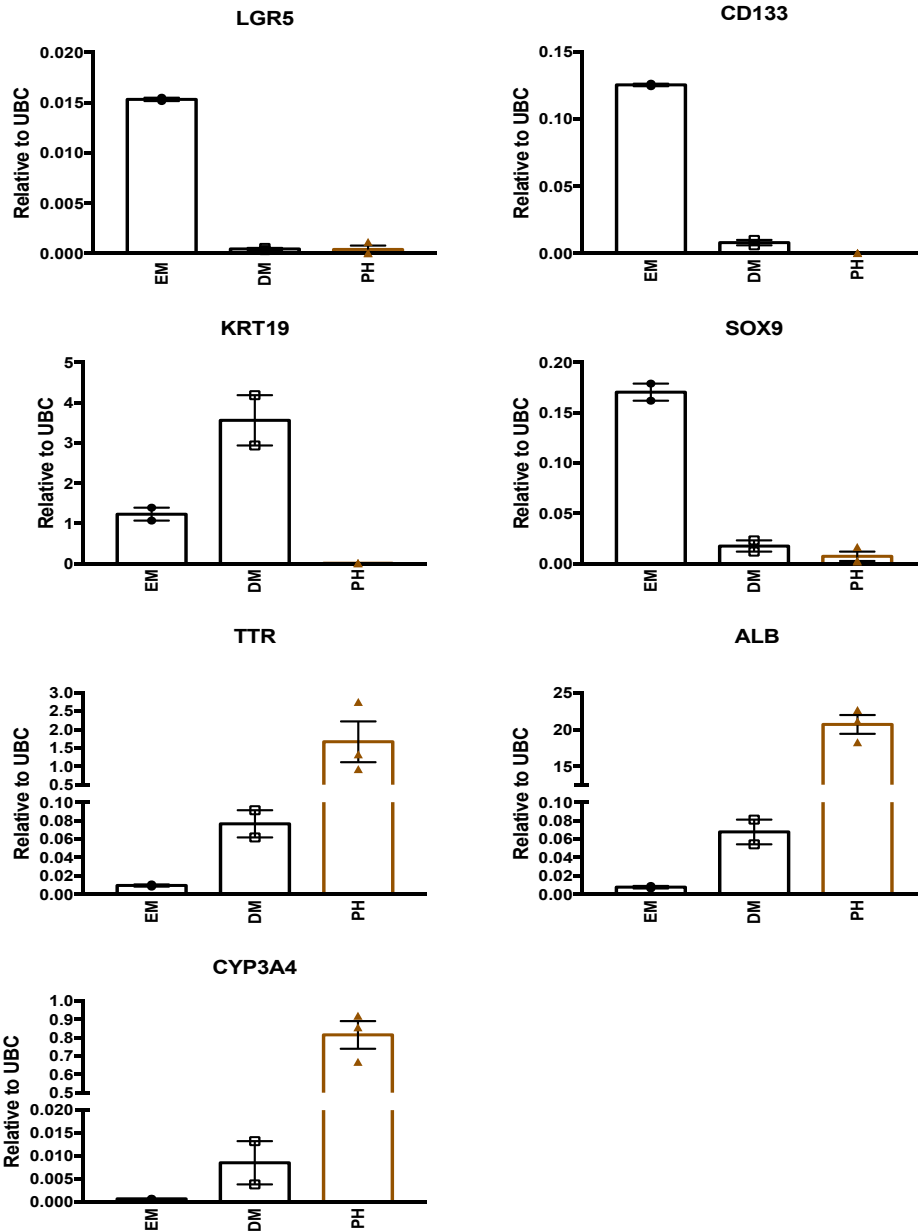 LGR5
Relative to UBC
0.020
0.015
0.010
0.005
0.000
EM DM PH
CD133
Relative to UBC
0.15
0.10
0.05
0.00
EM DM PH
KRT19
Relative to UBC
5
4
3
2
1
0
EM DM PH
SOX9
Relative to UBC
0.20
0.15
0.10
0.05
0.00
EM DM PH
TTR
Relative to UBC
3.0
2.5
2.0
1.5
1.0
0.5
0.10
0.08
0.06
0.04
0.02
0.00
EM DM PH
ALB
Relative to UBC
25
20
15
0.10
0.08
0.06
0.04
0.02
0.00
EM DM PH
CYP3A4
Relative to UBC
1.0
0.9
0.8
0.7
0.6
0.5
0.020
0.015
0.010
0.005
0.000
EM DM PH